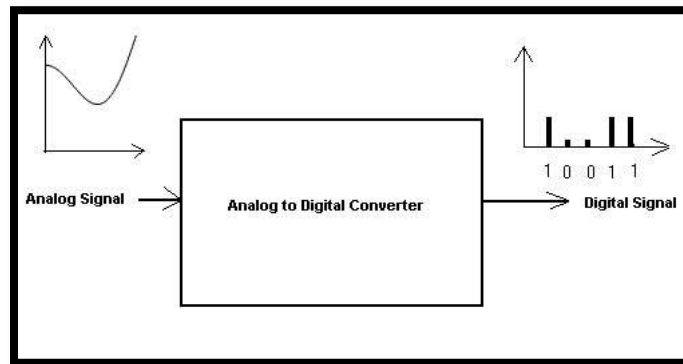 1 0 0 1 1
Analog Signal
Analog to Digital Converter
Digital Signal